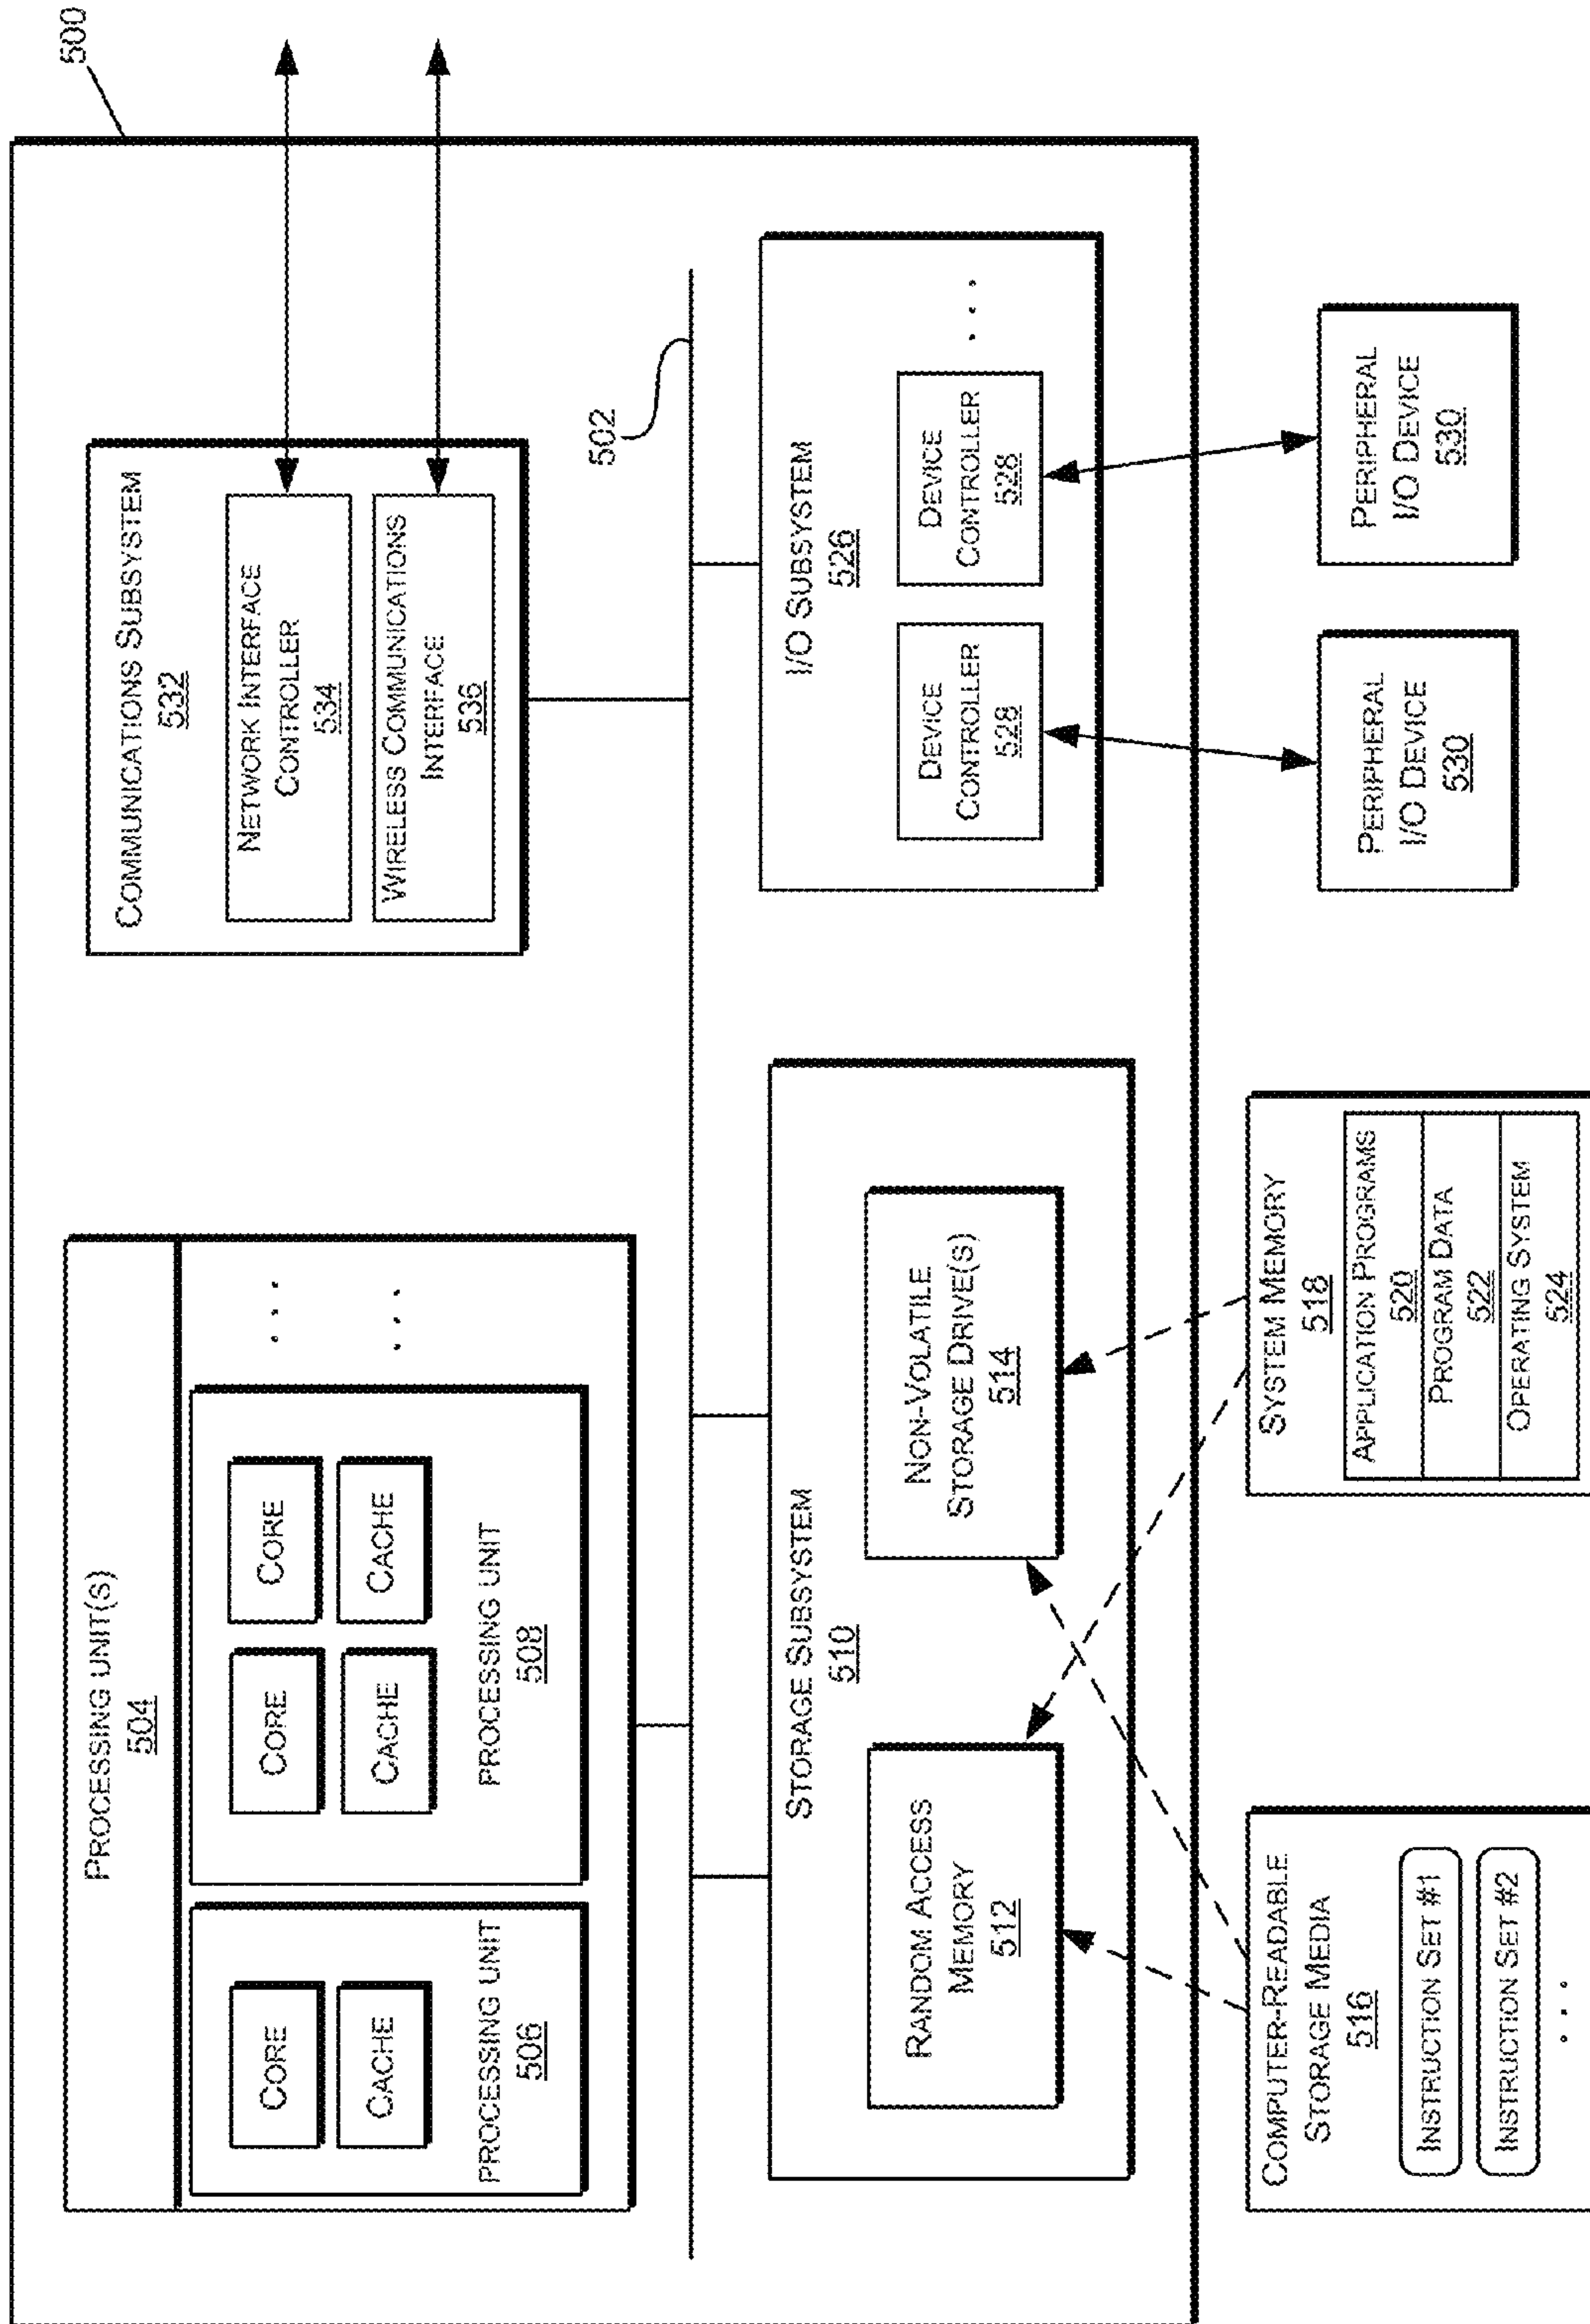 500
PROCESSING UNIT(S)
504
CORE
CACHE
PROCESSING UNIT
506
CORE
CORE
CACHE
CACHE
PROCESSING UNIT
508
. . .
. . .
COMMUNICATIONS SUBSYSTEM
532
NETWORK INTERFACE
CONTROLLER
534
WIRELESS COMMUNICATIONS
INTERFACE
536
502
STORAGE SUBSYSTEM
510
RANDOM ACCESS
MEMORY
512
NON-VOLATILE
STORAGE DRIVE(S)
514
I/O SUBSYSTEM
526
DEVICE
CONTROLLER
528
DEVICE
CONTROLLER
528
. . .
COMPUTER-READABLE
STORAGE MEDIA
516
INSTRUCTION SET #1
INSTRUCTION SET #2
. . .
SYSTEM MEMORY
518
APPLICATION PROGRAMS
520
PROGRAM DATA
522
OPERATING SYSTEM
524
PERIPHERAL
I/O DEVICE
530
PERIPHERAL
I/O DEVICE
530